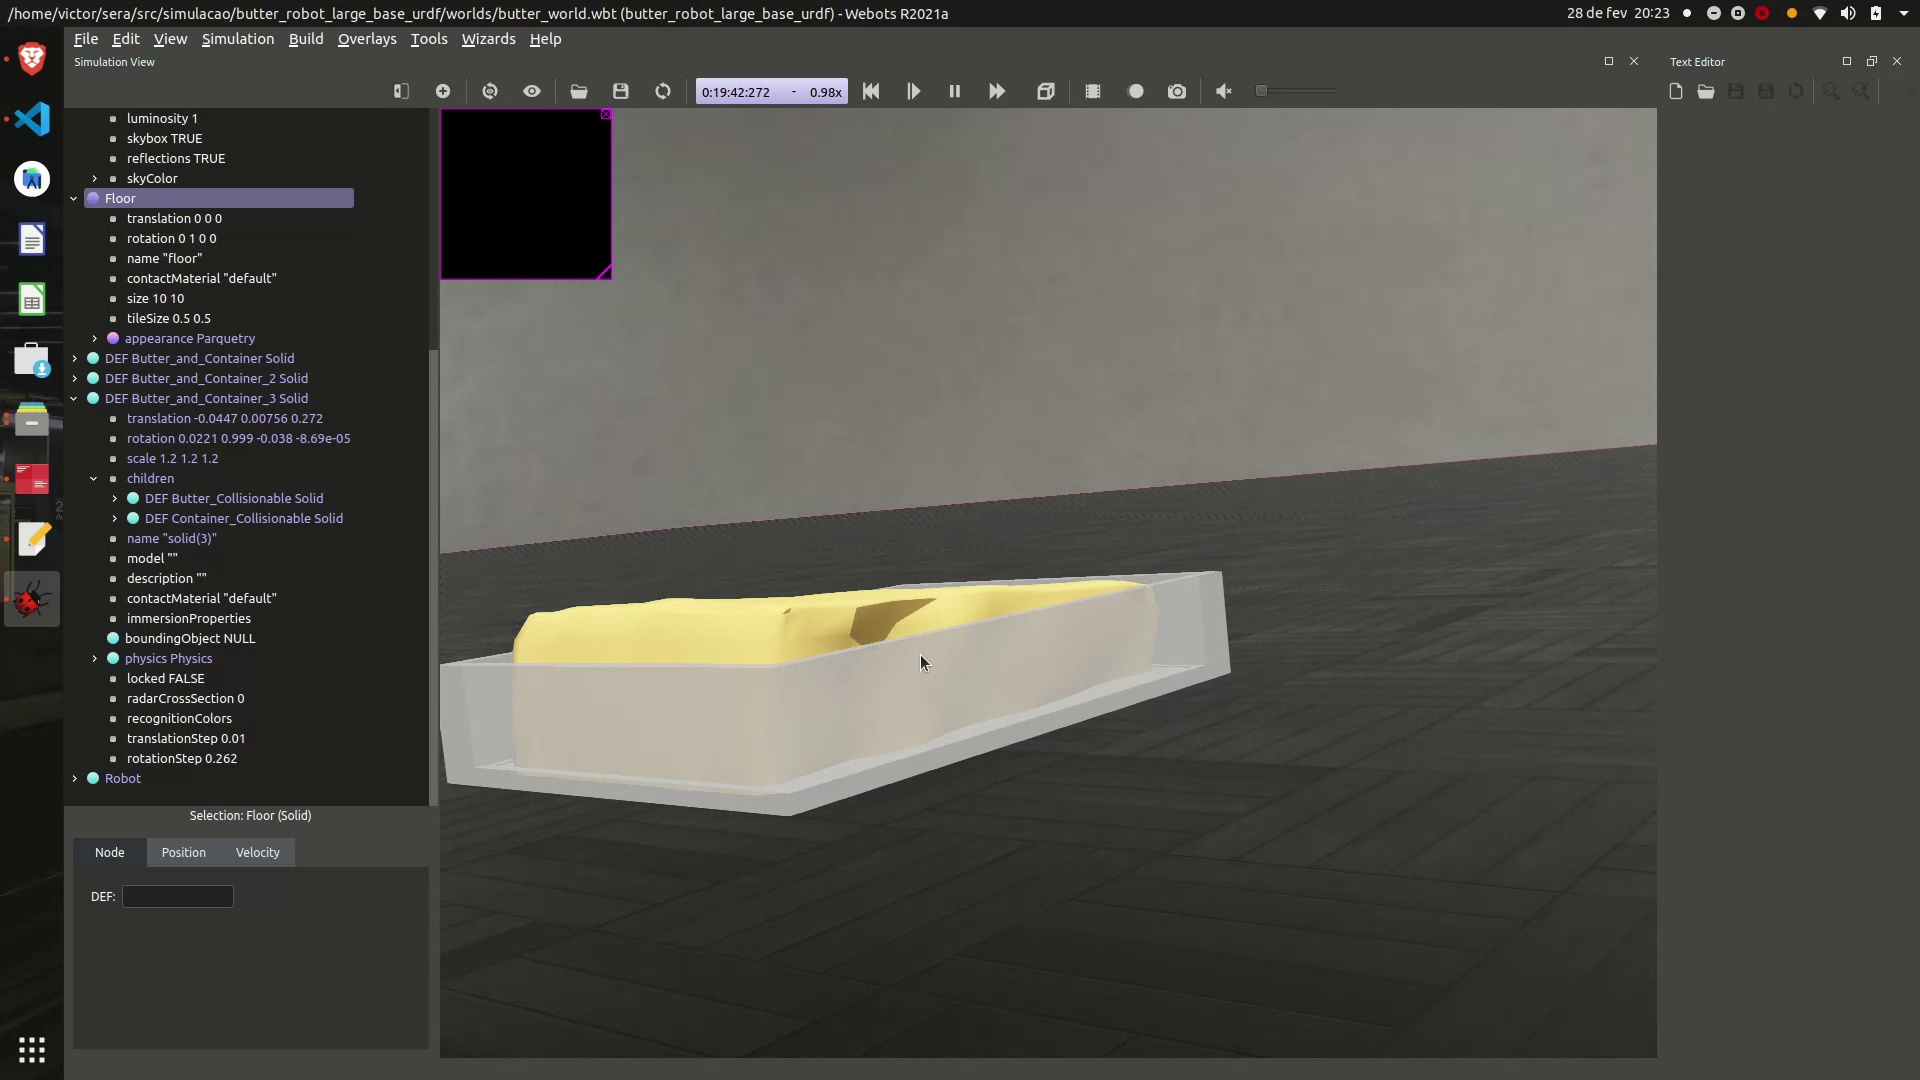 /home/victor/sera/src/simulacao/butter_robot_large_base_urdf/worlds/butter_world.wbt (butter_robot_large_base_urdf) - Webots R2021a
28 de fev 20:23
File Edit View Simulation Build Overlays Tools Wizards Help
Simulation View
Text Editor
0:19:42:272 - 0.98x
luminosity 1
skybox TRUE
reflections TRUE
skyColor
Floor
translation 0 0 0
rotation 0 1 0 0
name "floor"
contactMaterial "default"
size 10 10
tileSize 0.5 0.5
appearance Parquetry
DEF Butter_and_Container Solid
DEF Butter_and_Container_2 Solid
DEF Butter_and_Container_3 Solid
translation -0.0447 0.00756 0.272
rotation 0.0221 0.999 -0.038 -8.69e-05
scale 1.2 1.2 1.2
children
DEF Butter_Collisionable Solid
DEF Container_Collisionable Solid
name "solid(3)"
model ""
description ""
contactMaterial "default"
immersionProperties
boundingObject NULL
physics Physics
locked FALSE
radarCrossSection 0
recognitionColors
translationStep 0.01
rotationStep 0.262
Robot
Selection: Floor (Solid)
Node Position Velocity
DEF: